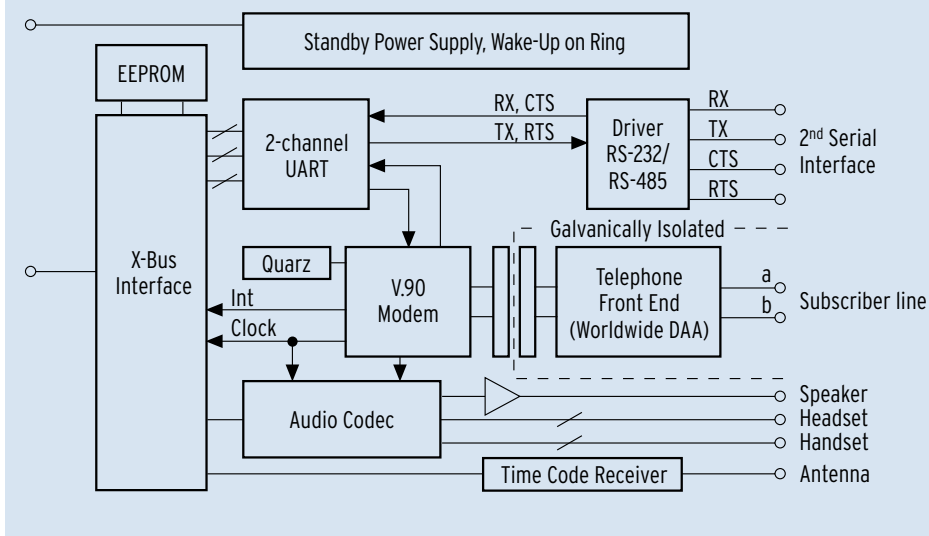 Standby Power Supply, Wake-Up on Ring
EEPROM
2-channel
UART
RX, CTS
TX, RTS
Driver
RS-232/
RS-485
RX
TX
CTS
RTS
2nd Serial
Interface
Galvanically Isolated
X-Bus
Interface
Quarz
V.90
Modem
Int
Clock
Telephone
Front End
(Worldwide DAA)
a
b
Subscriber line
Audio Codec
Speaker
Headset
Handset
Time Code Receiver
Antenna